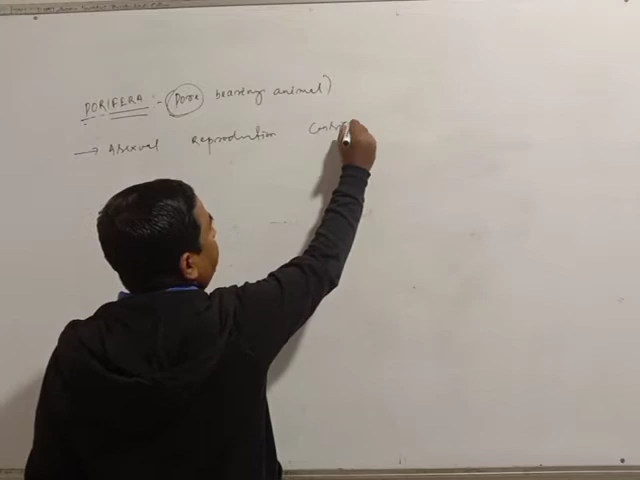 PORIFERA :- (Pore bearing animal)
→ Asexual Reproduction